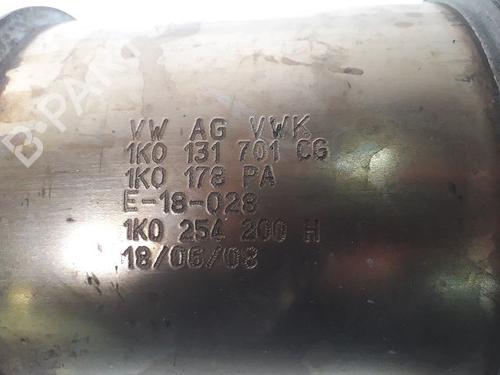 VW AG VWK
1K0 131 701 CG
1K0 178 PA
E-18-028
1K0 254 200 H
18/06/08